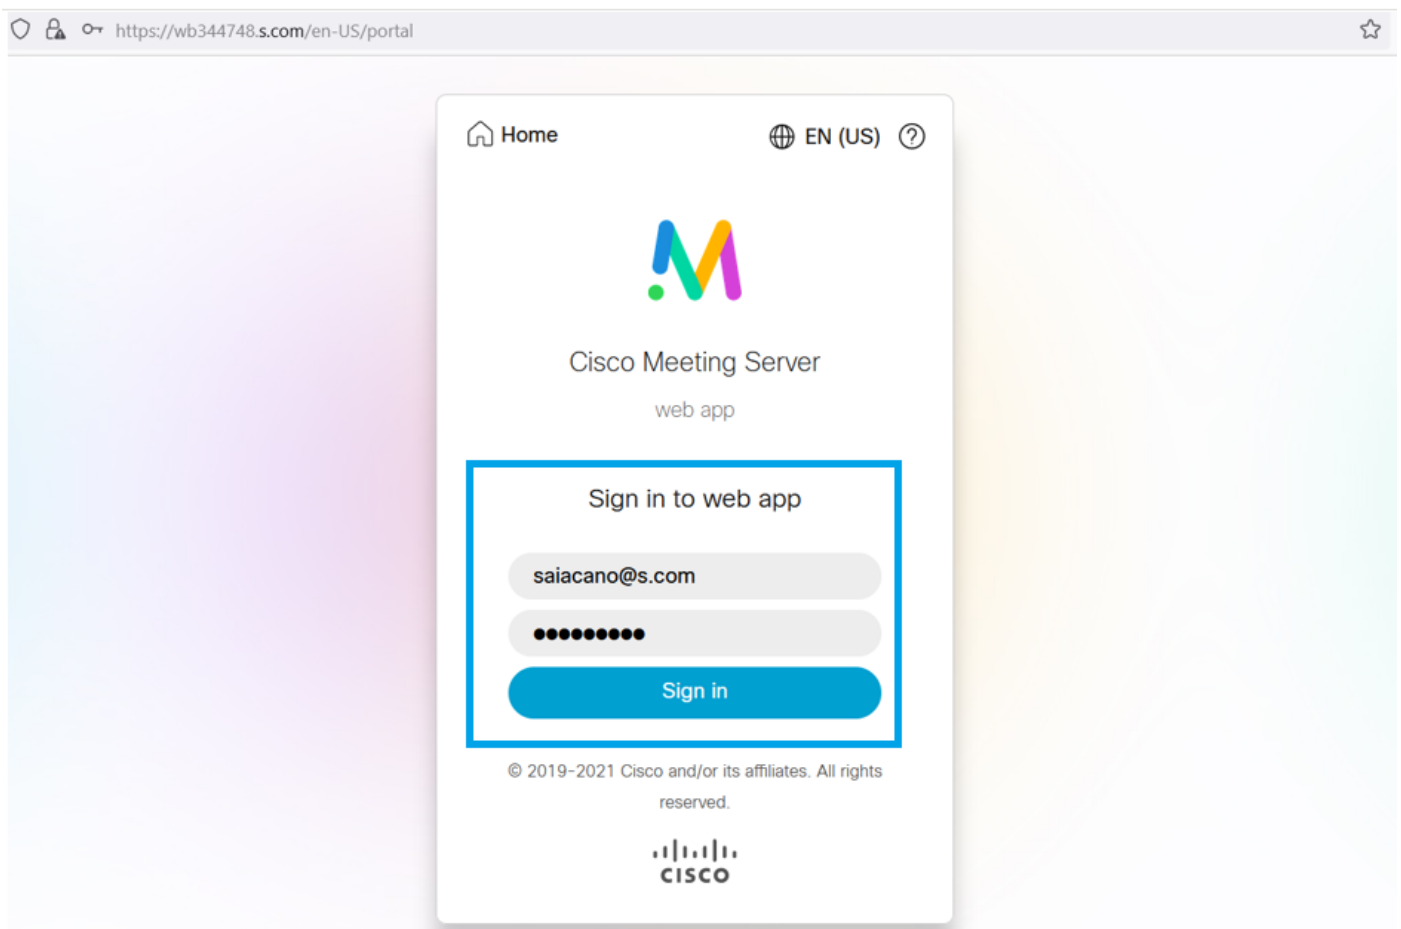 https://wb344748.s.com/en-US/portal
Home EN (US)
Cisco Meeting Server
web app
Sign in to web app
saiacano@s.com
●●●●●●●●●
Sign in
© 2019-2021 Cisco and/or its affiliates. All rights
reserved.
CISCO